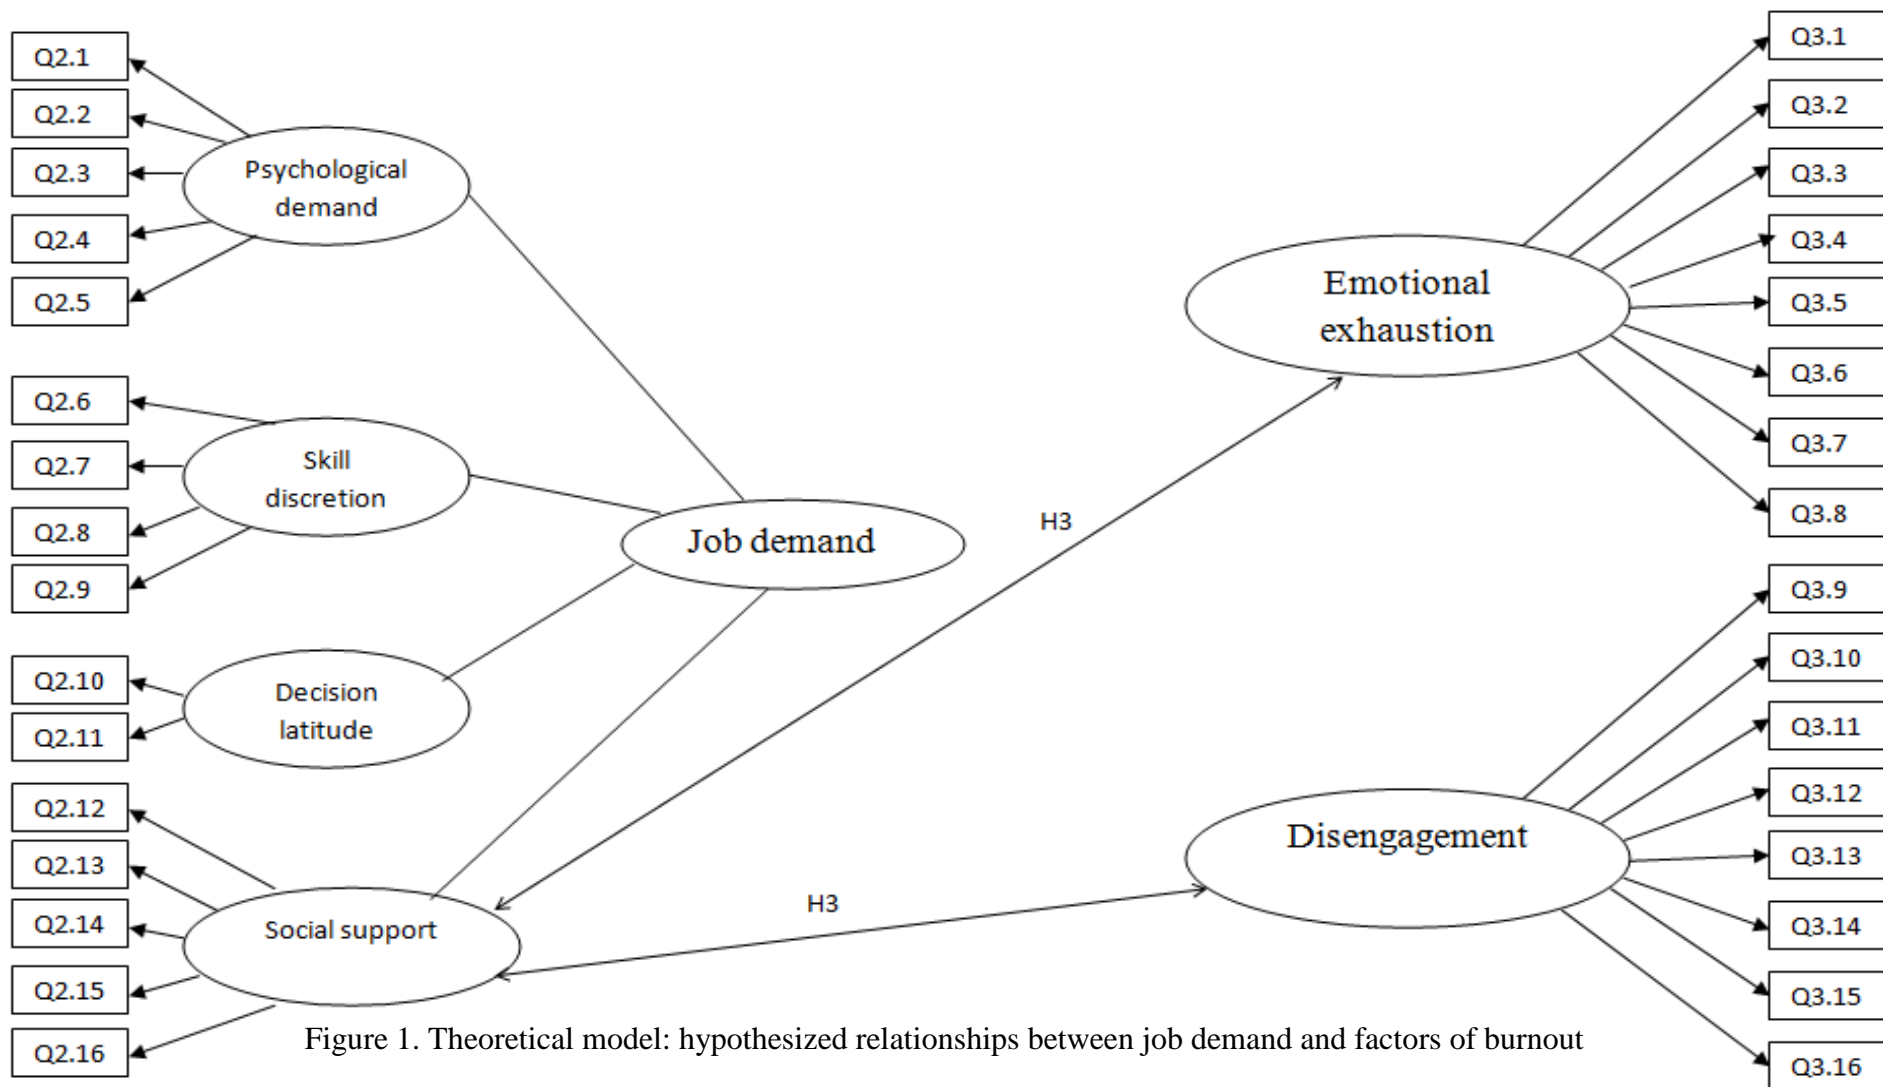 Q2.1
Q2.2
Q2.3
Q2.4
Q2.5
Psychological
demand
Q2.6
Q2.7
Q2.8
Q2.9
Skill
discretion
Q2.10
Q2.11
Decision
latitude
Q2.12
Q2.13
Q2.14
Q2.15
Q2.16
Social support
Job demand
H3
H3
Emotional
exhaustion
Disengagement
Q3.1
Q3.2
Q3.3
Q3.4
Q3.5
Q3.6
Q3.7
Q3.8
Q3.9
Q3.10
Q3.11
Q3.12
Q3.13
Q3.14
Q3.15
Q3.16
Figure 1. Theoretical model: hypothesized relationships between job demand and factors of burnout